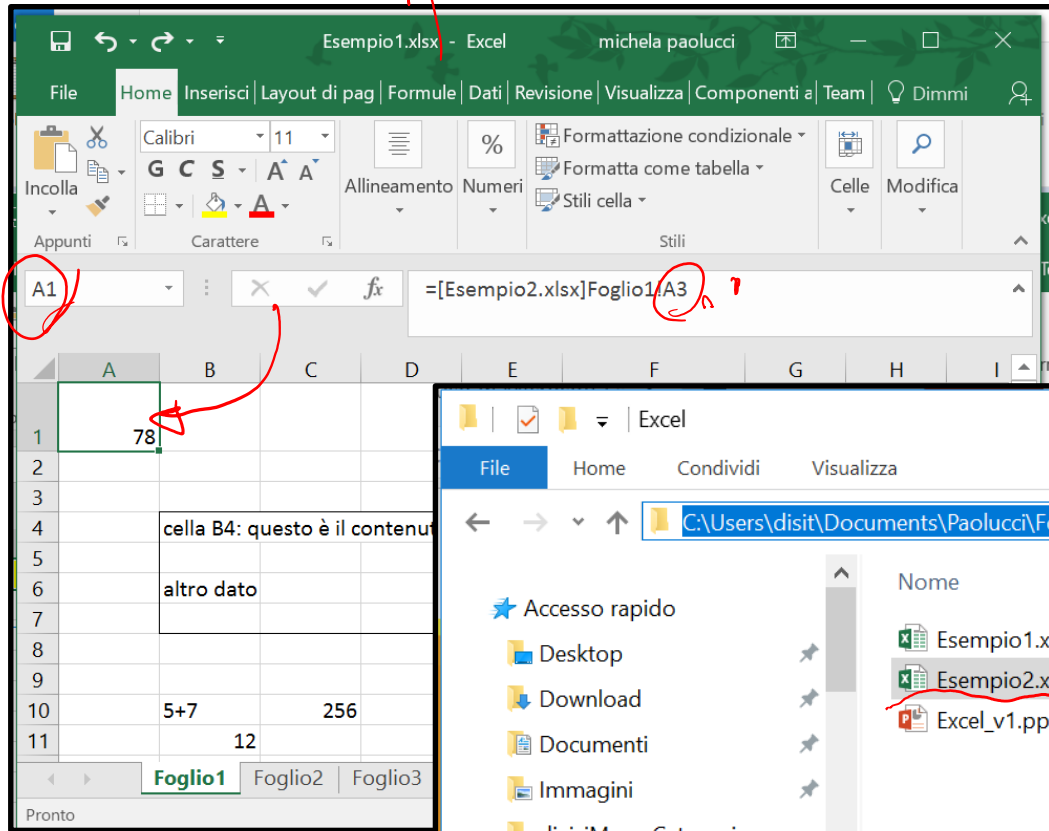 Esempio1.xlsx - Excel michela paolucci
File Home Inserisci Layout di pag Formule Dati Revisione Visualizza Componenti a Team Dimmi
Calibri 11 % Formattazione condizionale
G C S A A Formatta come tabella
Incolla A Allineamento Numeri Stili cella Celle Modifica
Appunti Carattere Stili
A1 fx =[Esempio2.xlsx]Foglio1!A3
A B C D E F G H I
1 78
2
3
4 cella B4: questo è il contenut
5
6 altro dato
7
8
9
10 5+7 256
11 12
Foglio1 Foglio2 Foglio3
Pronto
Excel
File Home Condividi Visualizza
C:\Users\disit\Documents\Paolucci\Fo
Nome
Accesso rapido
Desktop
Download
Documenti
Immagini
Esempio1.x
Esempio2.x
Excel_v1.pp